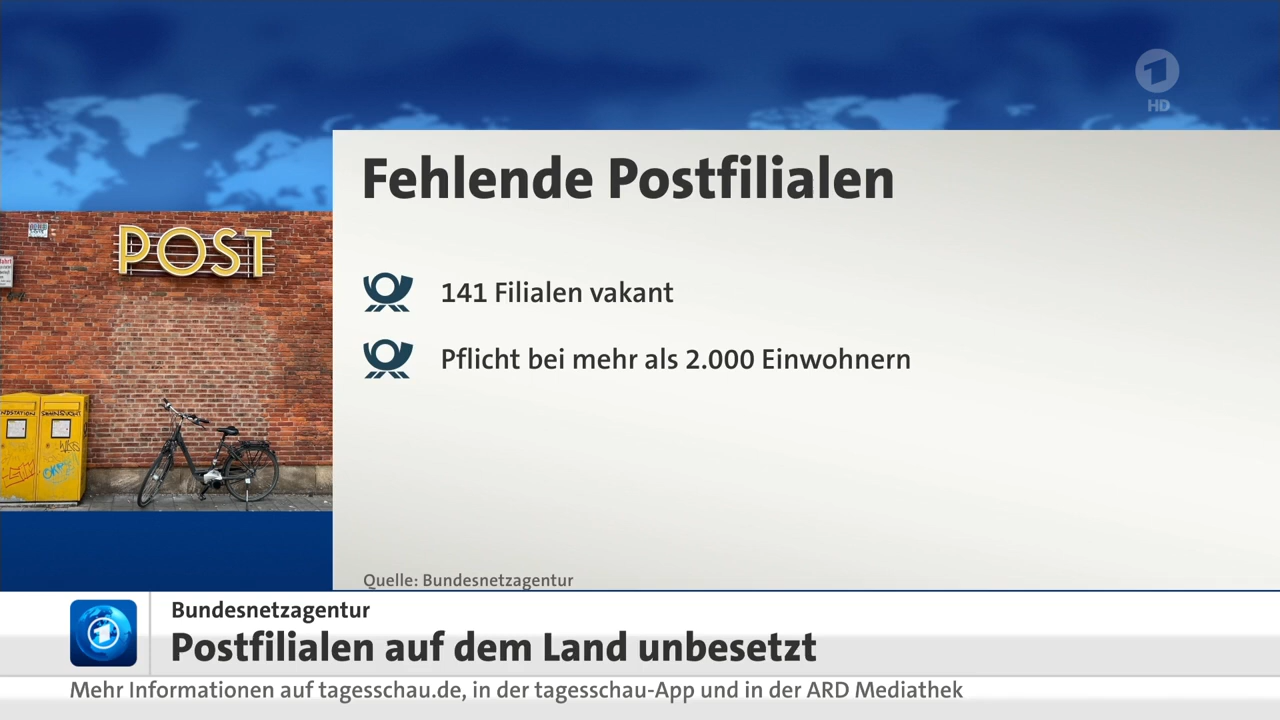 HD
Fehlende Postfilialen
POST
141 Filialen vakant
Pflicht bei mehr als 2.000 Einwohnern
Quelle: Bundesnetzagentur
Bundesnetzagentur
Postfilialen auf dem Land unbesetzt
Mehr Informationen auf tagesschau.de, in der tagesschau-App und in der ARD Mediathek